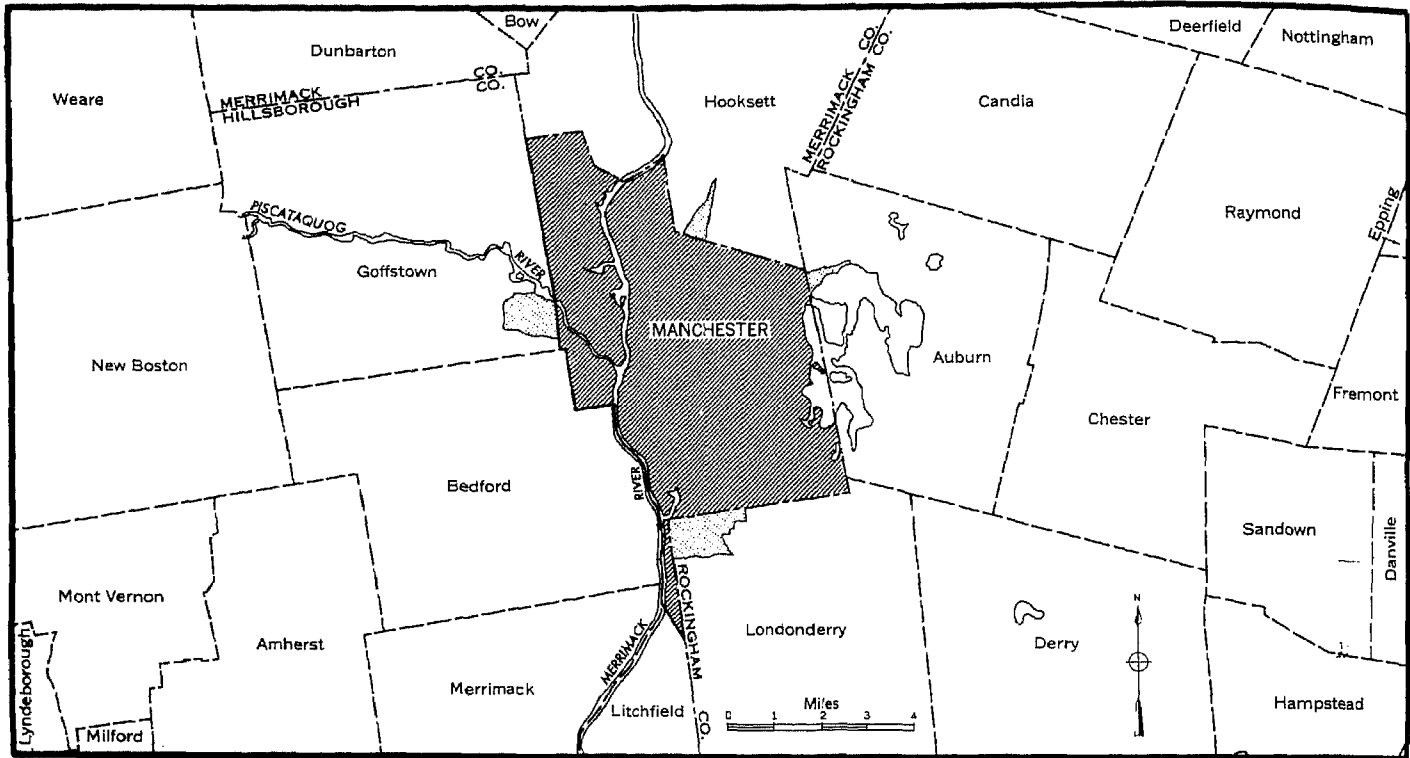 Bow
Deerfield
Nottingham
Dunbarton
CO.
CO.
MERRIMACK
HILLSBOROUGH
Weare
Hooksett
MERRIMACK CO.
ROCKINGHAM CO.
Candia
PISCATAQUOG
RIVER
Raymond
Epping
Goffstown
MANCHESTER
New Boston
Auburn
Fremont
Chester
Bedford
RIVER
Sandown
Danville
Mont Vernon
ROCKINGHAM
CO.
N
Lyndeborough
Amherst
MERRIMACK
Londonderry
Derry
Merrimack
Litchfield
Miles
0 1 2 3 4
Hampstead
Milford